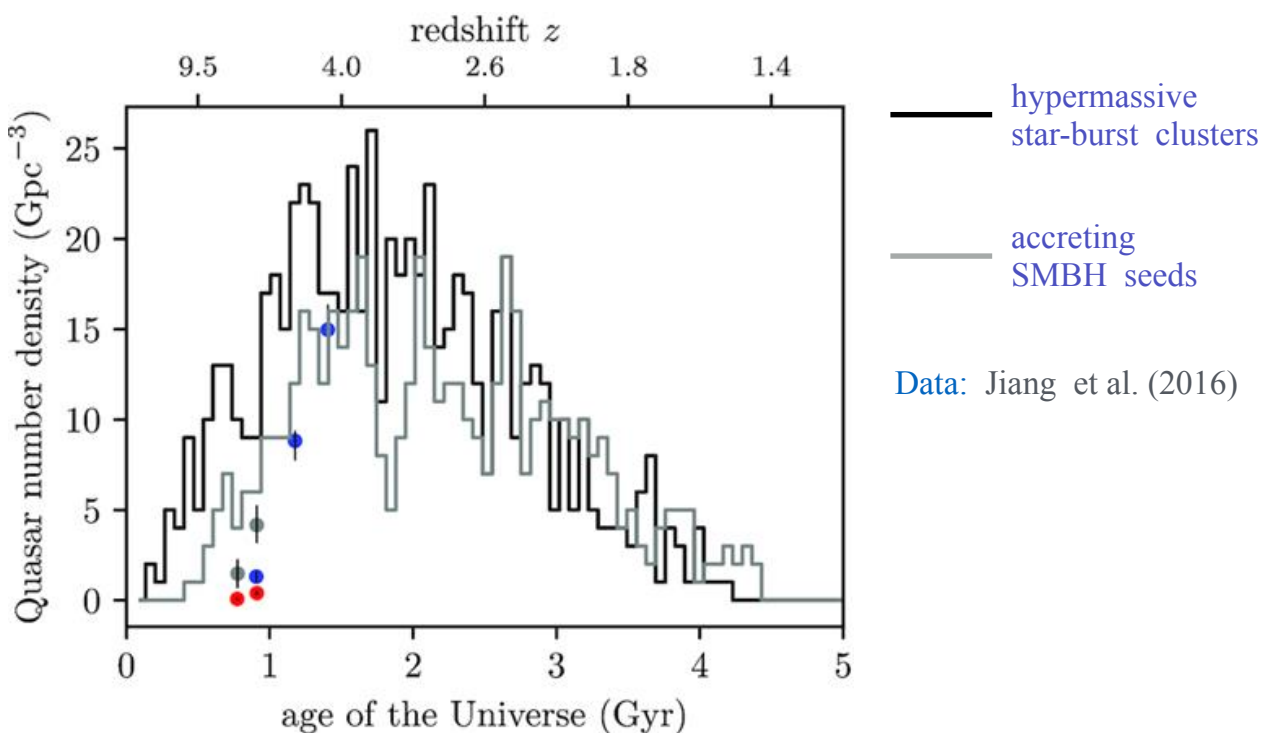 redshift z
9.5 4.0 2.6 1.8 1.4
Quasar number density (Gpc⁻³)
25
20
15
10
5
0
0 1 2 3 4 5
age of the Universe (Gyr)
hypermassive
star-burst clusters
accreting
SMBH seeds
Data: Jiang et al. (2016)